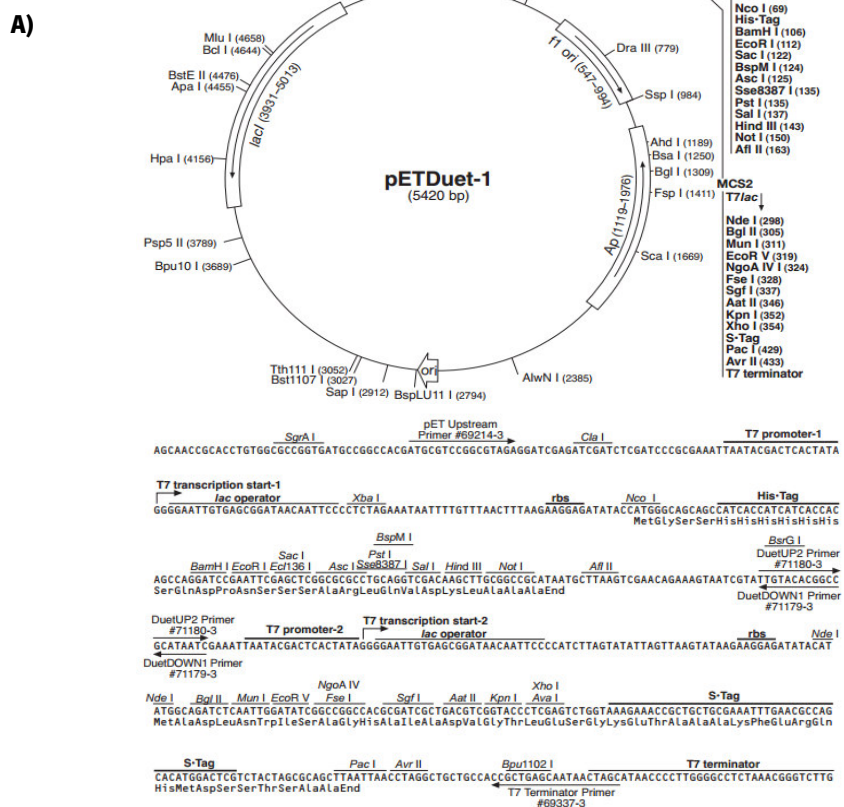 A)
Mlu I (4658)
Bcl I (4644)
BstE II (4476)
Apa I (4455)
lacI (3931–5013)
Hpa I (4156)
Psp5 II (3789)
Bpu10 I (3689)
Tth111 I (3052)
Bst1107 I (3027)
Sap I (2912)
BspLU11 I (2794)
ori
AlwN I (2385)
pETDuet-1
(5420 bp)
f1 ori (547–994)
Dra III (779)
Ssp I (984)
Ahd I (1189)
Bsa I (1250)
Bgl I (1309)
Fsp I (1411)
Ap (1119–1976)
Sca I (1669)
Nco I (69)
His•Tag
BamH I (106)
EcoR I (112)
Sac I (122)
BspM I (124)
Asc I (125)
Sse8387 I (135)
Pst I (135)
Sal I (137)
Hind III (143)
Not I (150)
Afl II (163)
MCS2
T7lac
Nde I (298)
Bgl II (305)
Mun I (311)
EcoR V (319)
NgoA IV I (324)
Fse I (328)
Sgf I (337)
Aat II (346)
Kpn I (352)
Xho I (354)
S-Tag
Pac I (429)
Avr II (433)
T7 terminator
pET Upstream
SgrA I Primer #69214-3 Cla I T7 promoter-1
AGCAACCGCACCTGTGGCGCCGGTGATGCCGGCCACGATGCGTCCGGCGTAGAGGATCGAGATCGATCTCGATCCCGCGAAATTAATACGACTCACTATA
T7 transcription start-1
lac operator Xba I rbs Nco I His•Tag
GGGGAATTGTGAGCGGATAACAATTCCCCTCTAGAAATAATTTTGTTTAACTTTAAGAAGGAGATATACCATGGGCAGCAGCCATCACCATCATCACCAC
MetGlySerSerHisHisHisHisHisHis
BspM I
Sac I Pst I BsrG I
DuetUP2 Primer
BamH I EcoR I Ecl136 I Asc I Sse8387 I Sal I Hind III Not I Afl II #71180-3
AGCCAGGATCCGAATTCGAGCTCGGCGCGCCTGCAGGTCGACAAGCTTGCGGCCGCATAATGCTTAAGTCGAACAGAAAGTAATCGTATTGTACACGGCC
SerGlnAspProAsnSerSerSerAlaArgLeuGlnValAspLysLeuAlaAlaAlaEnd DuetDOWN1 Primer
#71179-3
DuetUP2 Primer
#71180-3 T7 promoter-2 T7 transcription start-2
lac operator rbs Nde I
GCATAATCGAAATTAATACGACTCACTATAGGGGAATTGTGAGCGGATAACAATTCCCCATCTTAGTATATTAGTTAAGTATAAGAAGGAGATATACAT
DuetDOWN1 Primer
#71179-3
NgoA IV Xho I
Nde I Bgl II Mun I EcoR V Fse I Sgf I Aat II Kpn I Ava I S•Tag
ATGGCAGATCTCAATTGGATATCGGCCGGCCACGCGATCGCTGACGTCGGTACCCTCGAGTCTGGTAAAGAAACCGCTGCTGCGAAATTTGAACGCCAG
MetAlaAspLeuAsnTrpIleSerAlaGlyHisAlaIleAlaAspValGlyThrLeuGluSerGlyLysGluThrAlaAlaAlaLysPheGluArgGln
S•Tag Pac I Avr II Bpu1102 I T7 terminator
CACATGGACTCGTCTACTAGCGCAGCTTAATTAACCTAGGCTGCTGCCACCGCTGAGCAATAACTAGCATAACCCCTTGGGGCCTCTAAACGGGTCTTG
HisMetAspSerSerThrSerAlaAlaEnd T7 Terminator Primer
#69337-3